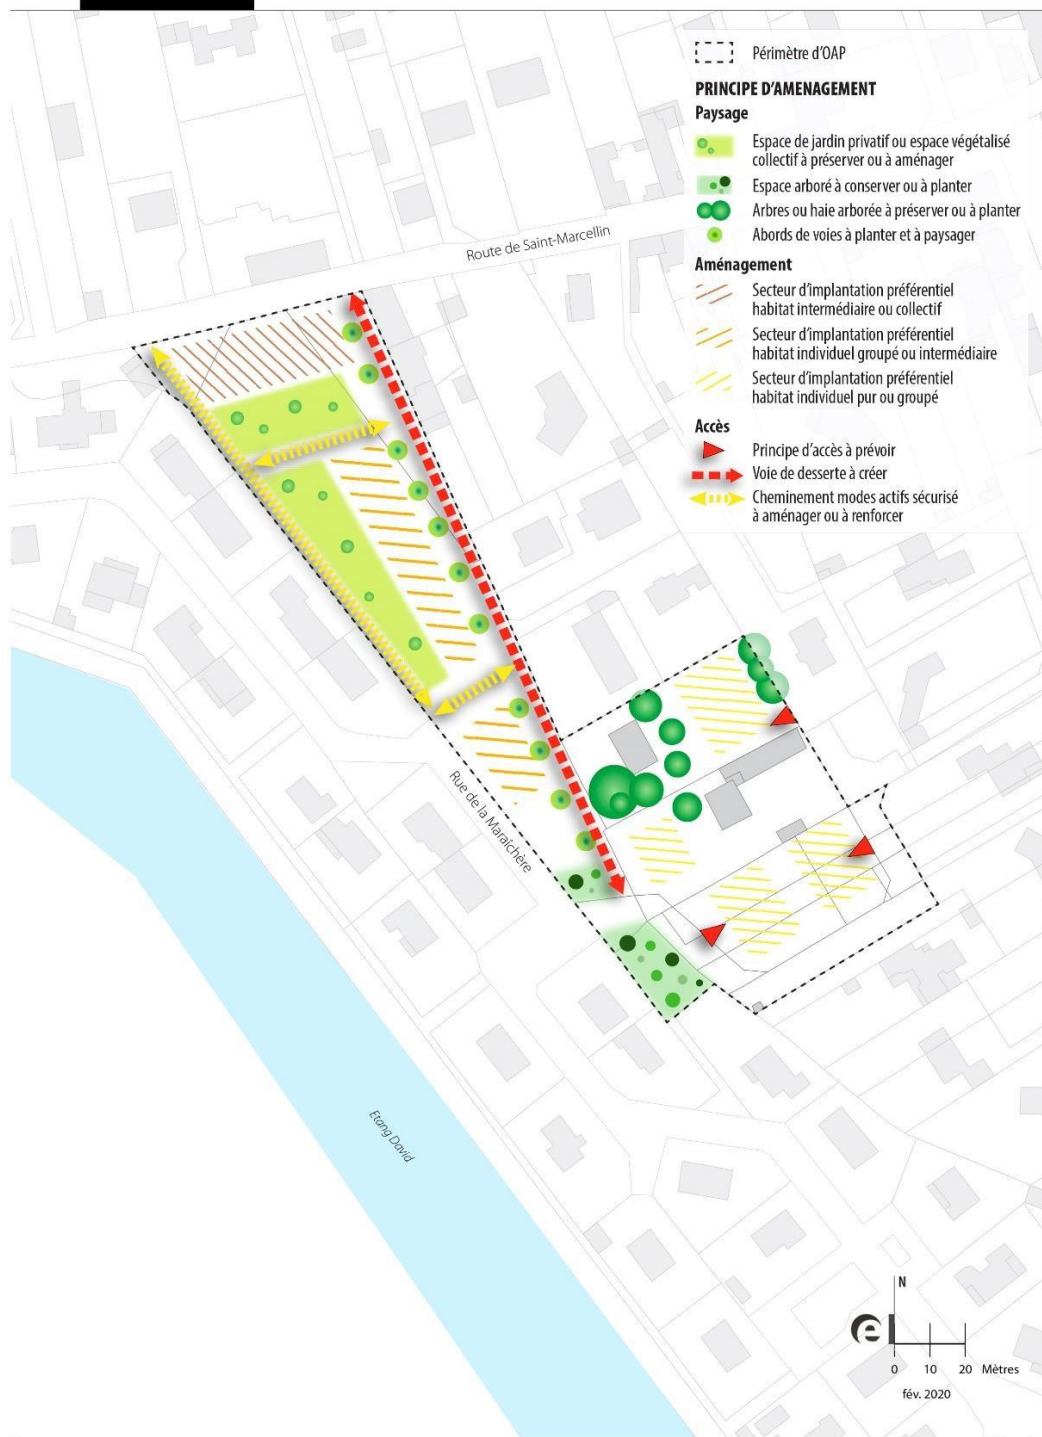 Périmètre d’OAP
PRINCIPE D’AMENAGEMENT
Paysage
Espace de jardin privatif ou espace végétalisé
collectif à préserver ou à aménager
Espace arboré à conserver ou à planter
Arbres ou haie arborée à préserver ou à planter
Abords de voies à planter et à paysager
Aménagement
Secteur d’implantation préférentiel
habitat intermédiaire ou collectif
Secteur d’implantation préférentiel
habitat individuel groupé ou intermédiaire
Secteur d’implantation préférentiel
habitat individuel pur ou groupé
Accès
Principe d’accès à prévoir
Voie de desserte à créer
Cheminement modes actifs sécurisé
à aménager ou à renforcer
Route de Saint-Marcellin
Rue de la Maraîchère
Etang David
N
e
0 10 20 Mètres
fév. 2020